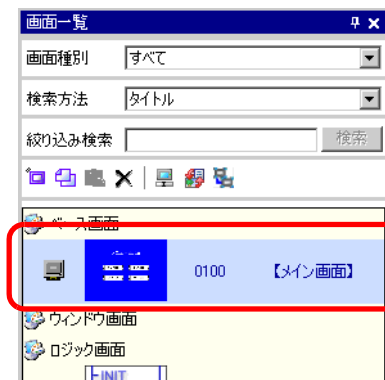 画面一覧
画面種別 すべて
検索方法 タイトル
絞り込み検索 検索
ベース画面
0100 【メイン画面】
ウィンドウ画面
ロジック画面
INIT